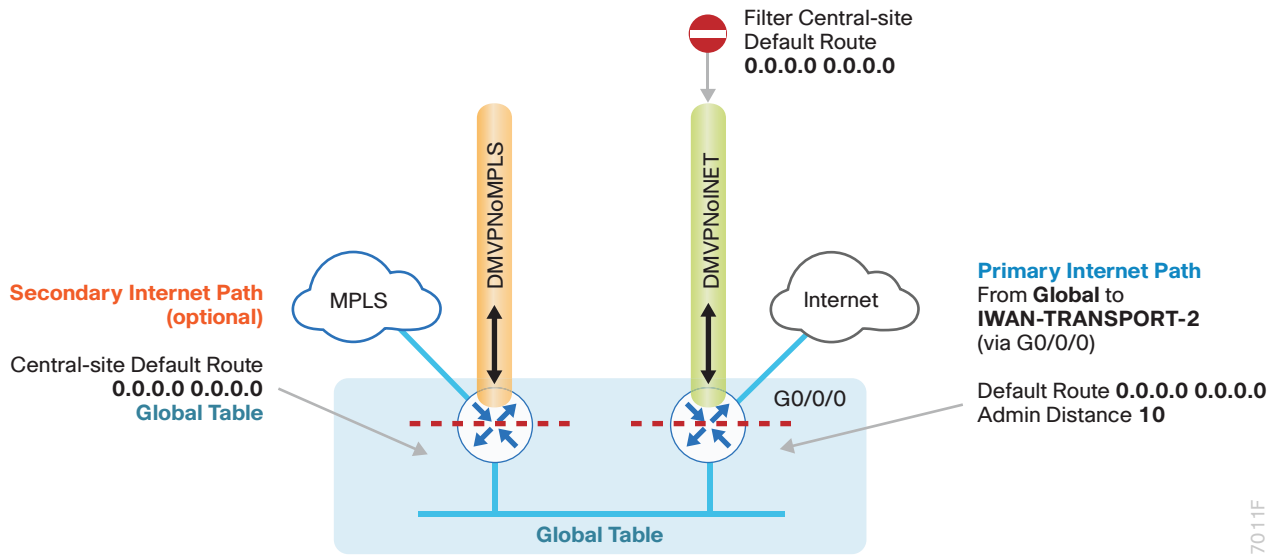 Filter Central-site
Default Route
0.0.0.0 0.0.0.0
DMVPNoMPLS
DMVPNoINET
MPLS
Internet
Secondary Internet Path
(optional)
Central-site Default Route
0.0.0.0 0.0.0.0
Global Table
Primary Internet Path
From Global to
IWAN-TRANSPORT-2
(via G0/0/0)
Default Route 0.0.0.0 0.0.0.0
Admin Distance 10
G0/0/0
Global Table
7011F